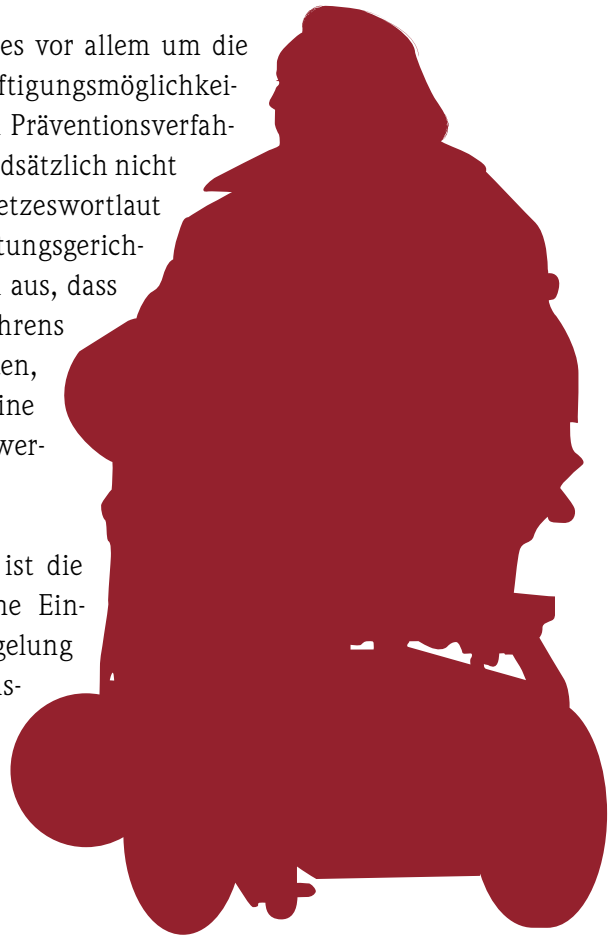 es vor allem um die
ftigungsmöglichkei-
Präventionsverfah-
dsätzlich nicht
etzeswortlaut
tungsgerich-
aus, dass
hrens
en,
ine
wer-
ist die
ne Ein-
gelung
s-